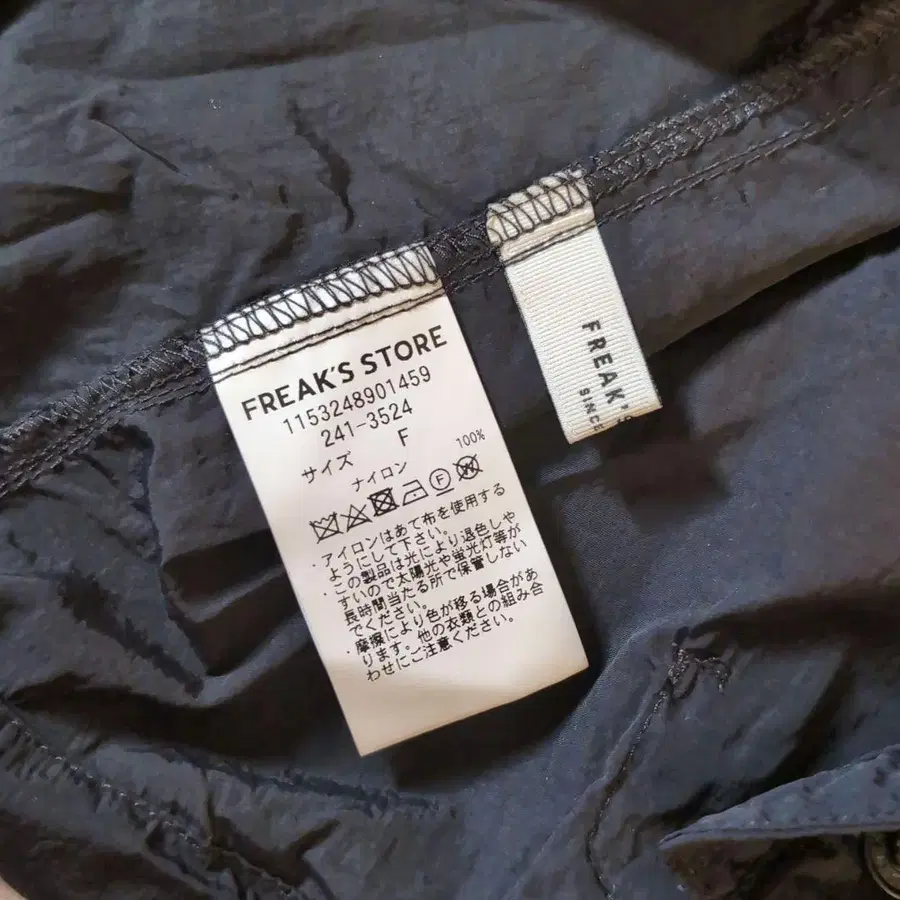 FREAK'S STORE
1153248901459
241-3524
サイズ F
ナイロン 100%
・アイロンはあて布を使用する
ようにして下さい。
・この製品は光により退色しや
すいので太陽光や蛍光灯等が
長時間当たる所で保管しない
でください。
・摩擦により色が移る場合があ
ります。他の衣類との組み合
わせにご注意ください。
FREAK'S
SINCE